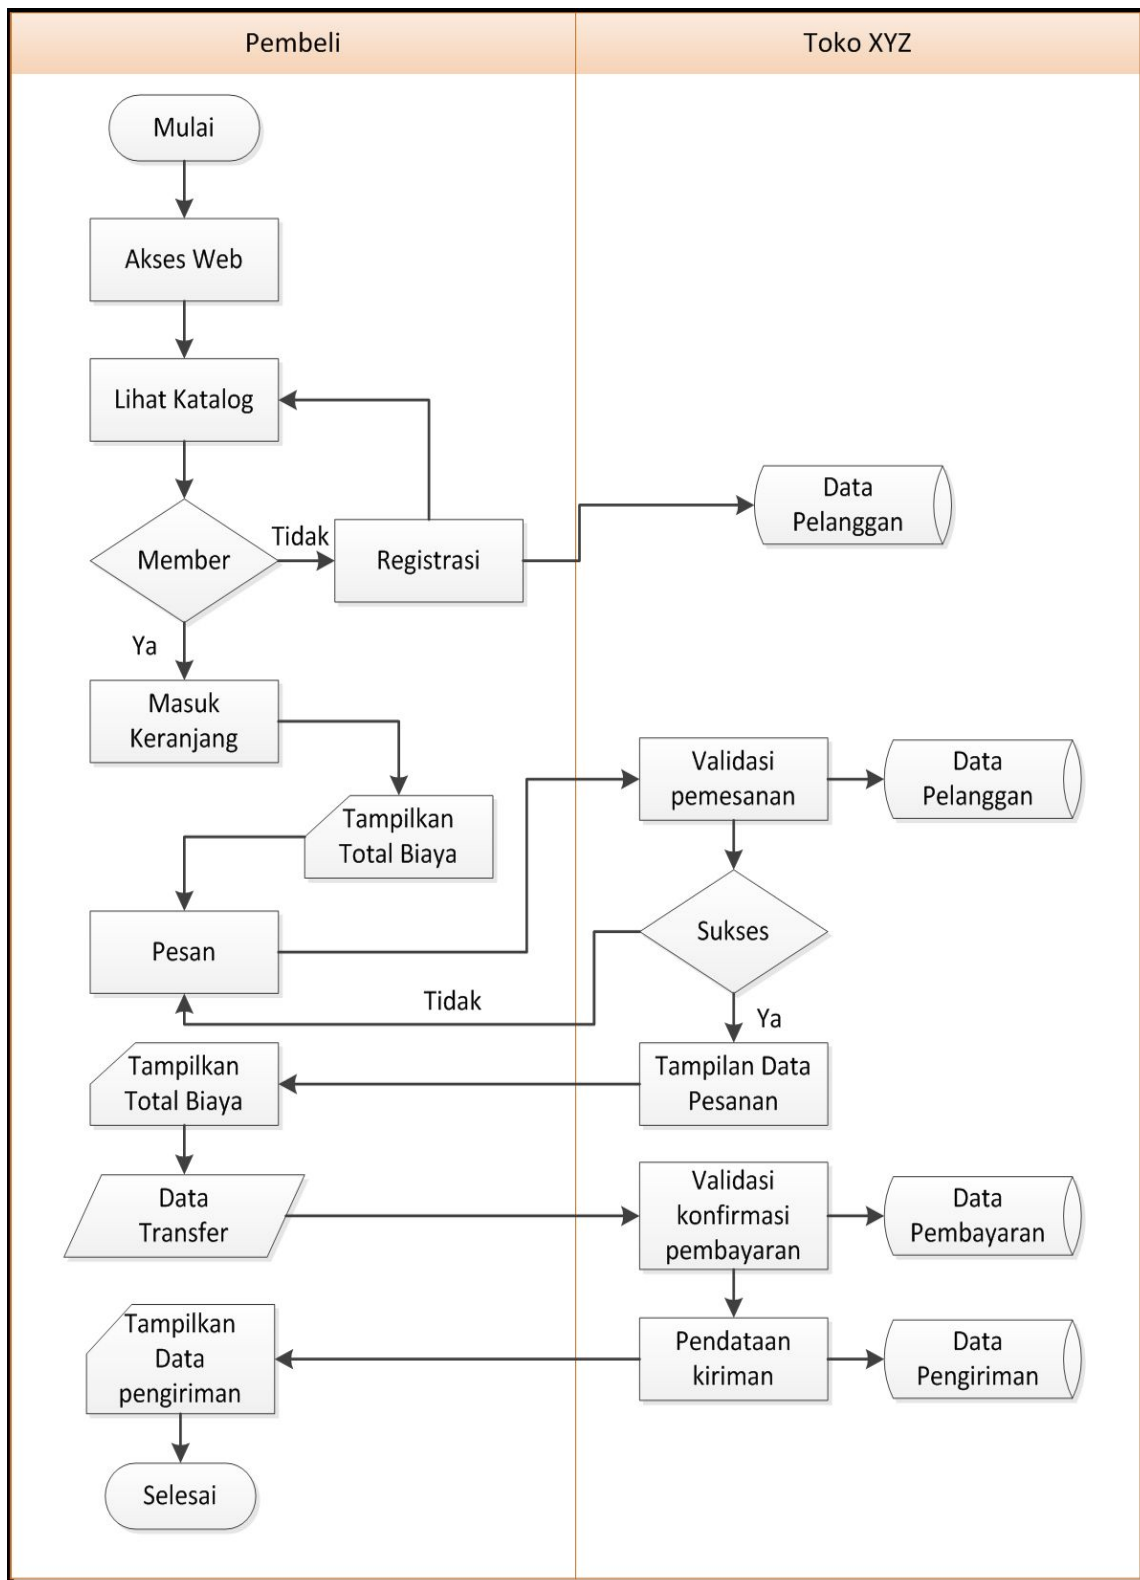 Pembeli
Toko XYZ
Mulai
Akses Web
Lihat Katalog
Member
Tidak
Registrasi
Data
Pelanggan
Ya
Masuk
Keranjang
Tampilkan
Total Biaya
Pesan
Validasi
pemesanan
Data
Pelanggan
Sukses
Tidak
Ya
Tampilan Data
Pesanan
Tampilkan
Total Biaya
Data
Transfer
Validasi
konfirmasi
pembayaran
Data
Pembayaran
Pendataan
kiriman
Data
Pengiriman
Tampilkan
Data
pengiriman
Selesai